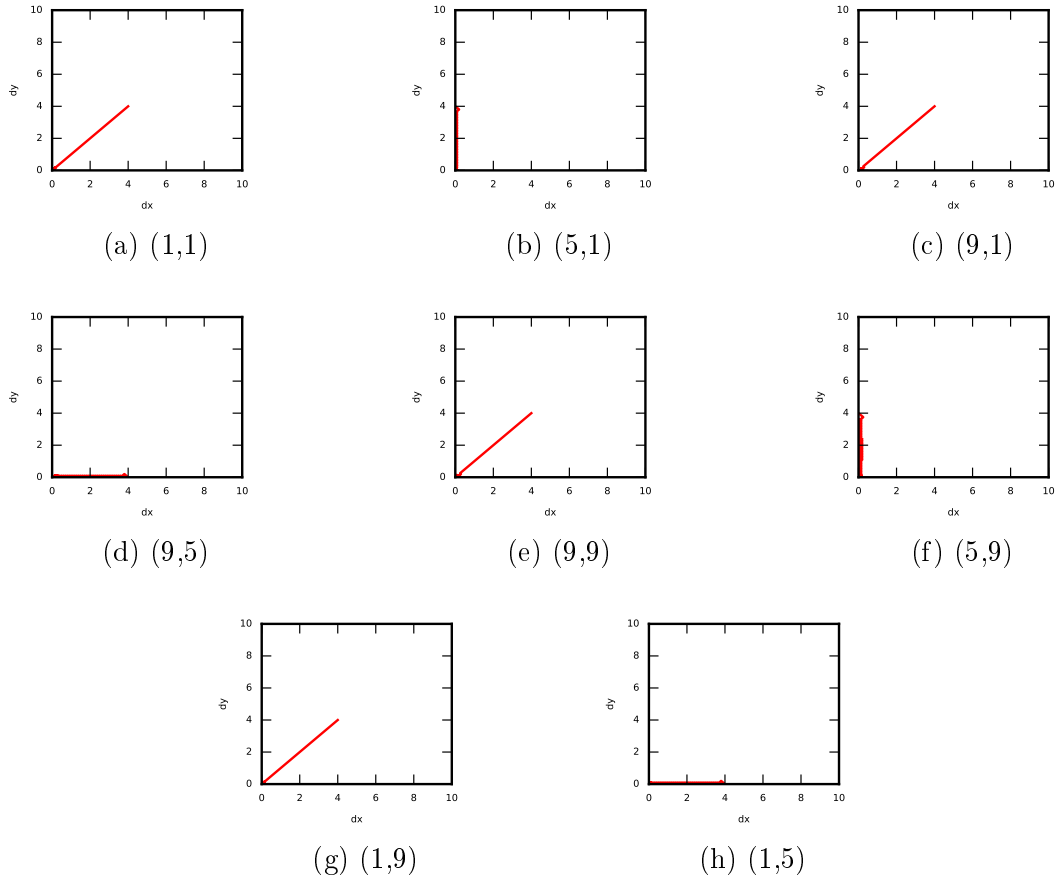 10 10 10
8 8 8
6 6 6
dy dy dy
4 4 4
2 2 2
0 0 0
0 2 4 6 8 10 0 2 4 6 8 10 0 2 4 6 8 10
dx dx dx
(a) (1,1) (b) (5,1) (c) (9,1)
10 10 10
8 8 8
6 6 6
dy dy dy
4 4 4
2 2 2
0 0 0
0 2 4 6 8 10 0 2 4 6 8 10 0 2 4 6 8 10
dx dx dx
(d) (9,5) (e) (9,9) (f) (5,9)
10 10
8 8
6 6
dy dy
4 4
2 2
0 0
0 2 4 6 8 10 0 2 4 6 8 10
dx dx
(g) (1,9) (h) (1,5)